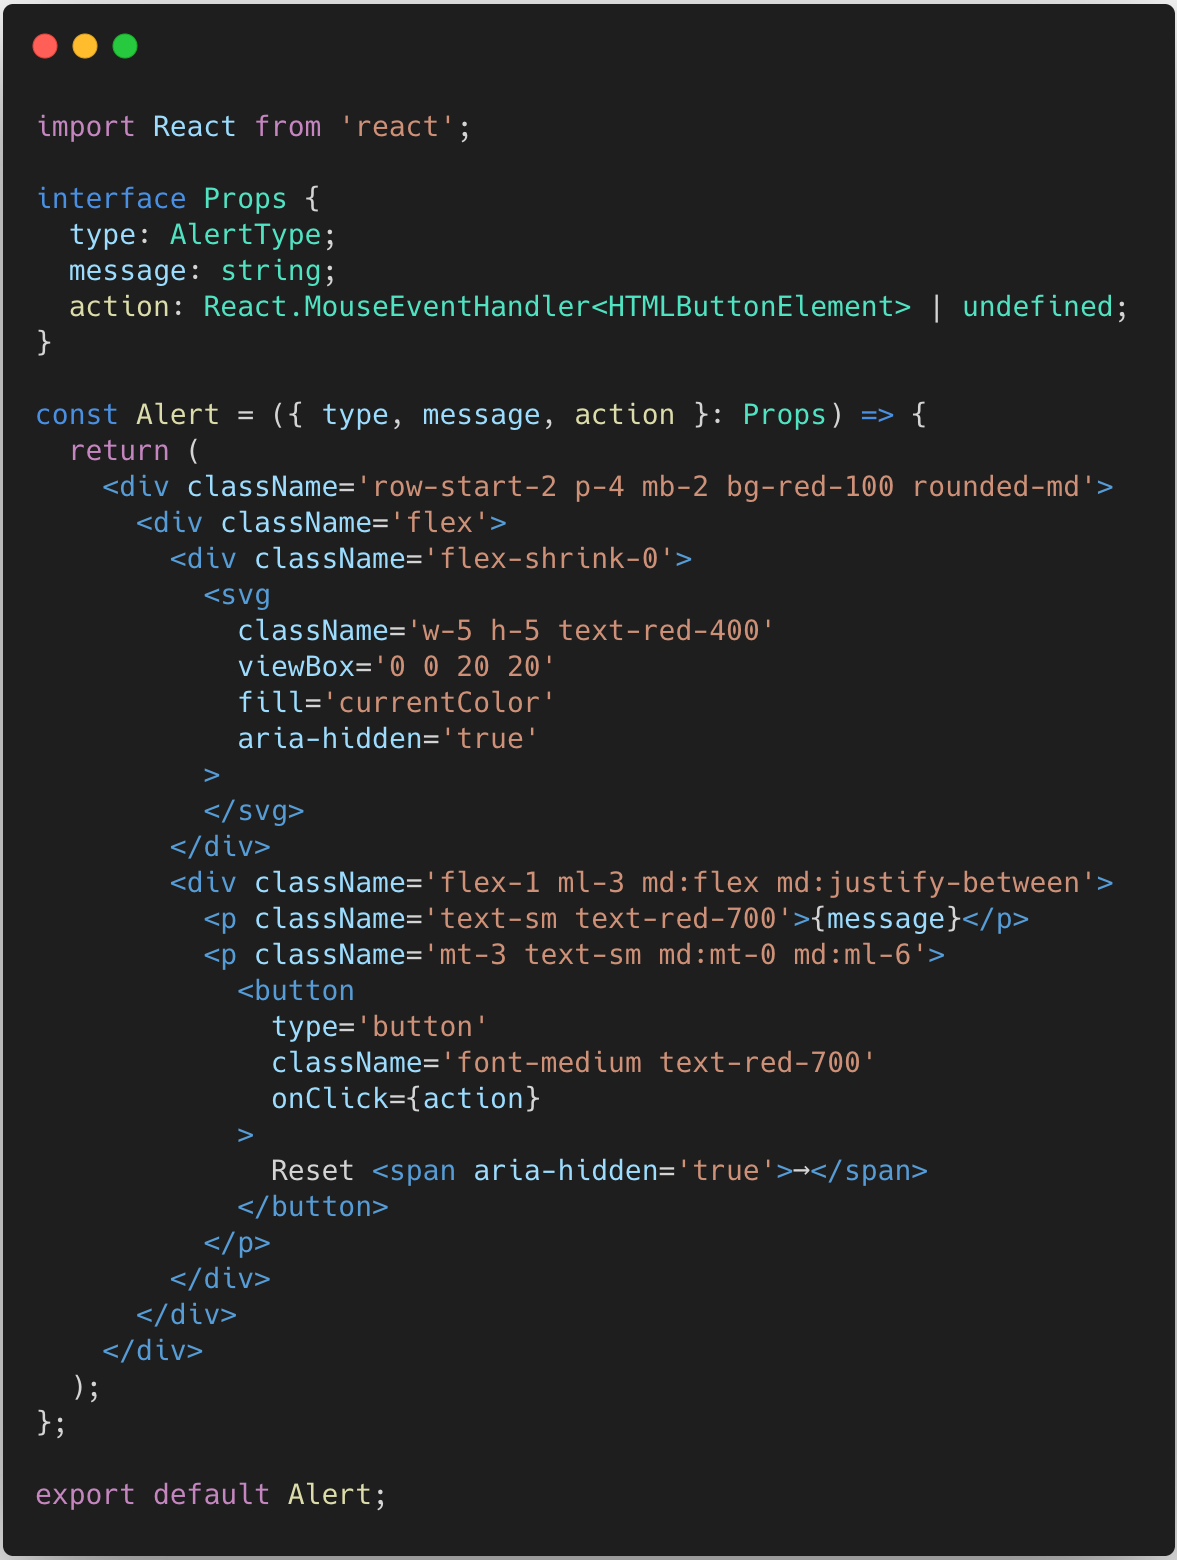 import React from 'react';

interface Props {
  type: AlertType;
  message: string;
  action: React.MouseEventHandler<HTMLButtonElement> | undefined;
}

const Alert = ({ type, message, action }: Props) => {
  return (
    <div className='row-start-2 p-4 mb-2 bg-red-100 rounded-md'>
      <div className='flex'>
        <div className='flex-shrink-0'>
          <svg
            className='w-5 h-5 text-red-400'
            viewBox='0 0 20 20'
            fill='currentColor'
            aria-hidden='true'
          >
          </svg>
        </div>
        <div className='flex-1 ml-3 md:flex md:justify-between'>
          <p className='text-sm text-red-700'>{message}</p>
          <p className='mt-3 text-sm md:mt-0 md:ml-6'>
            <button
              type='button'
              className='font-medium text-red-700'
              onClick={action}
            >
              Reset <span aria-hidden='true'>→</span>
            </button>
          </p>
        </div>
      </div>
    </div>
  );
};

export default Alert;